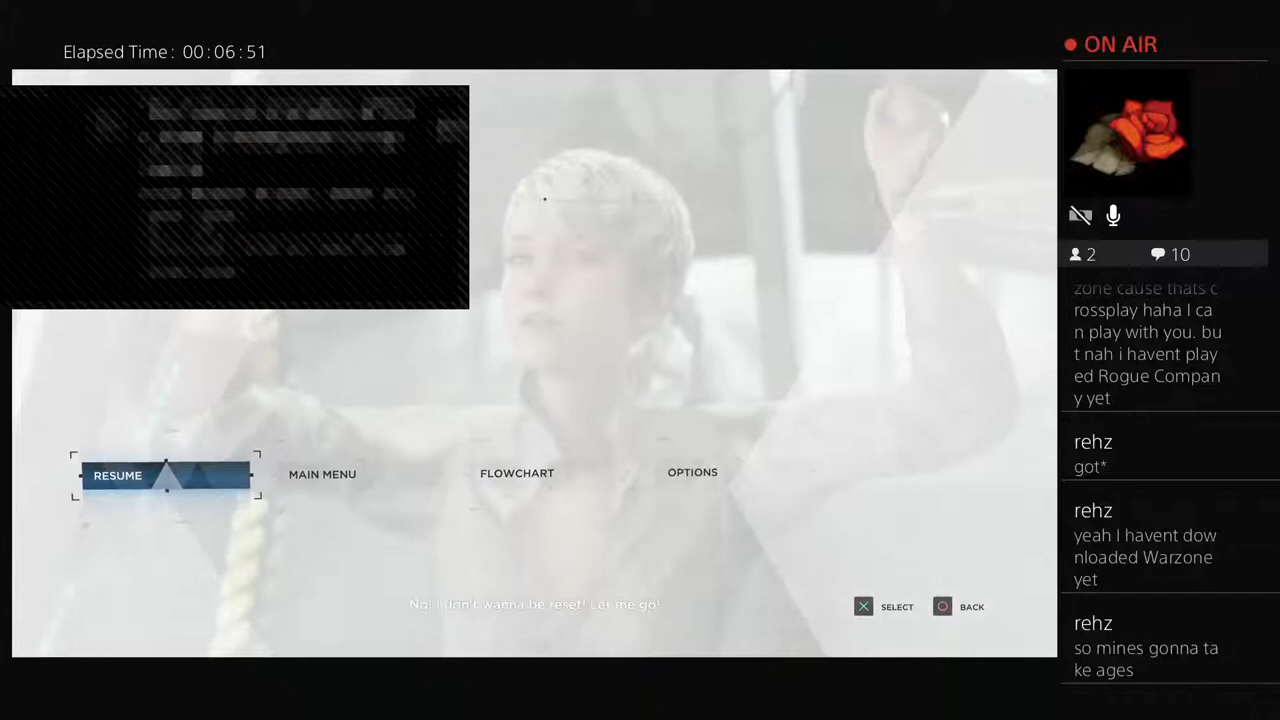 Elapsed Time: 00:06:51
ON AIR
2
10
zone cause thats c
rossplay haha I ca
n play with you. bu
t nah i havent play
ed Rogue Compan
y yet
rehz
got*
rehz
yeah I havent dow
nloaded Warzone
yet
rehz
so mines gonna ta
ke ages
RESUME
MAIN MENU
FLOWCHART
OPTIONS
No! I don't wanna be reset! Let me go!
SELECT
BACK